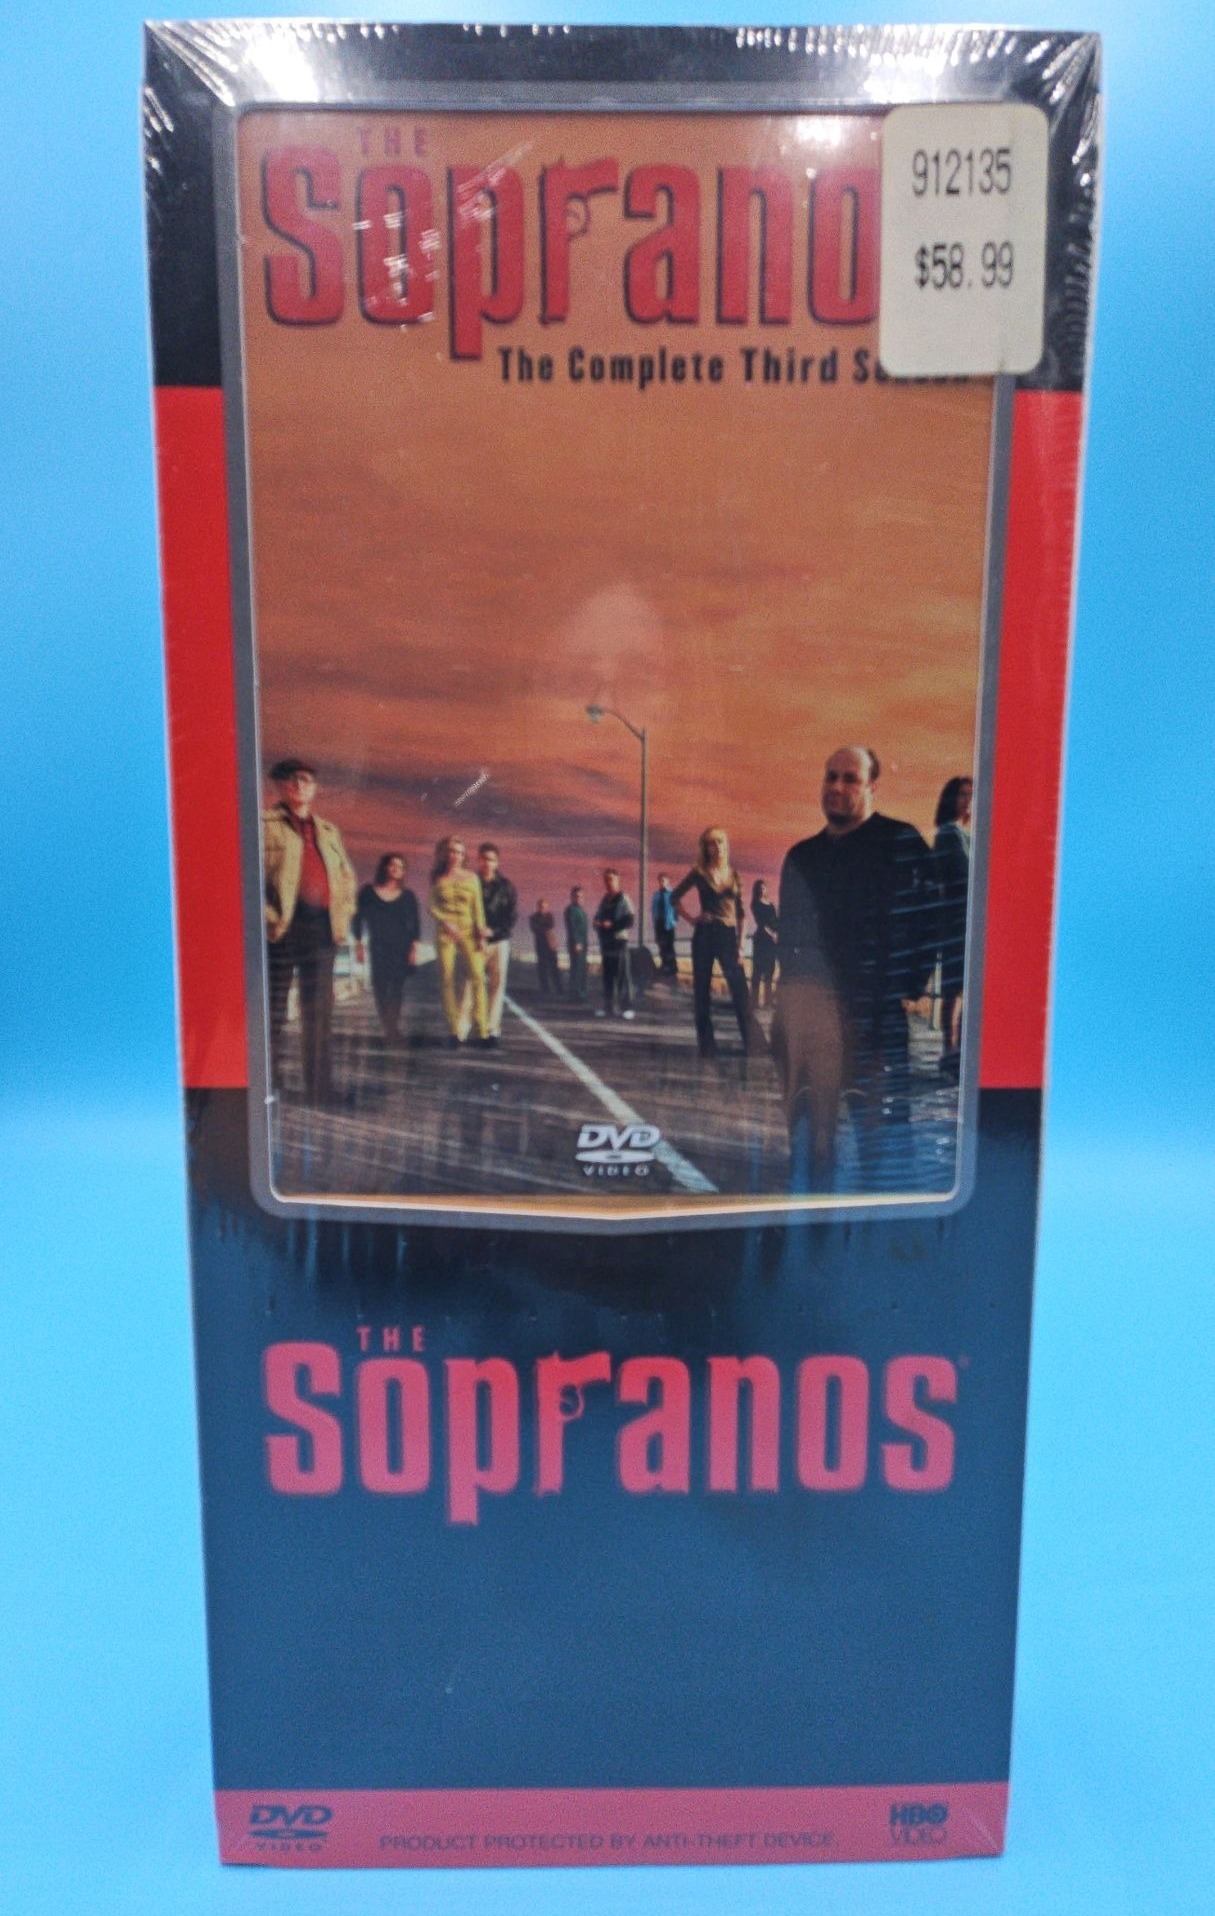 THE
Soprano
912135
$58.99
The Complete Third
DVD
VIDEO
THE
Sopranos
DVD
VIDEO
PRODUCT PROTECTED BY ANTI-THEFT DEVICE.
HBO
VIDEO